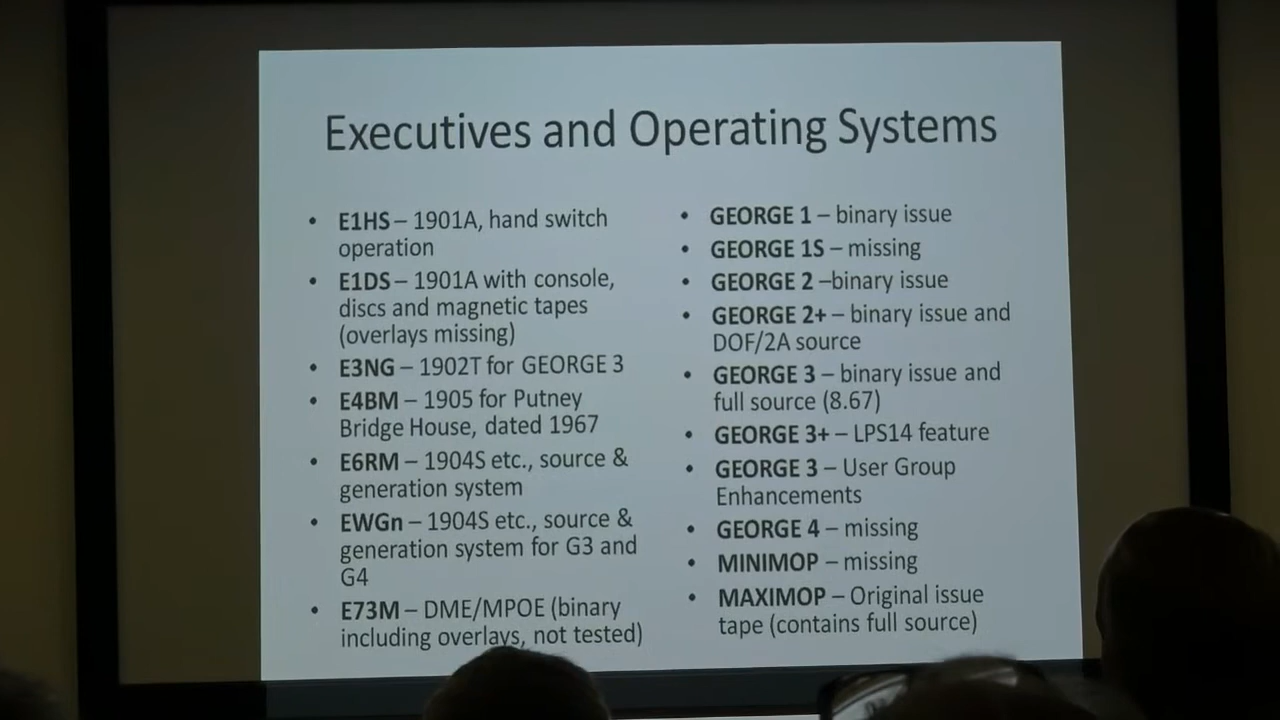 Executives and Operating Systems
• E1HS – 1901A, hand switch
operation
• E1DS – 1901A with console,
discs and magnetic tapes
(overlays missing)
• E3NG – 1902T for GEORGE 3
• E4BM – 1905 for Putney
Bridge House, dated 1967
• E6RM – 1904S etc., source &
generation system
• EWGn – 1904S etc., source &
generation system for G3 and
G4
• E73M – DME/MPOE (binary
including overlays, not tested)
• GEORGE 1 – binary issue
• GEORGE 1S – missing
• GEORGE 2 –binary issue
• GEORGE 2+ – binary issue and
DOF/2A source
• GEORGE 3 – binary issue and
full source (8.67)
• GEORGE 3+ – LPS14 feature
• GEORGE 3 – User Group
Enhancements
• GEORGE 4 – missing
• MINIMOP – missing
• MAXIMOP – Original issue
tape (contains full source)